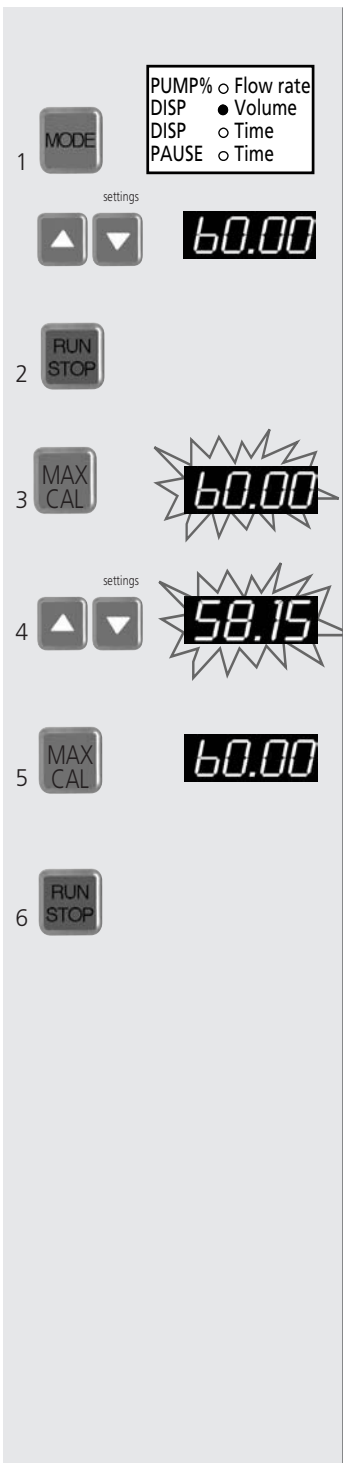 PUMP% ○ Flow rate
DISP ● Volume
DISP ○ Time
PAUSE ○ Time
1 MODE
settings
60.00
2 RUN
STOP
3 MAX
CAL
60.00
settings
4 58.15
5 MAX
CAL
60.00
6 RUN
STOP